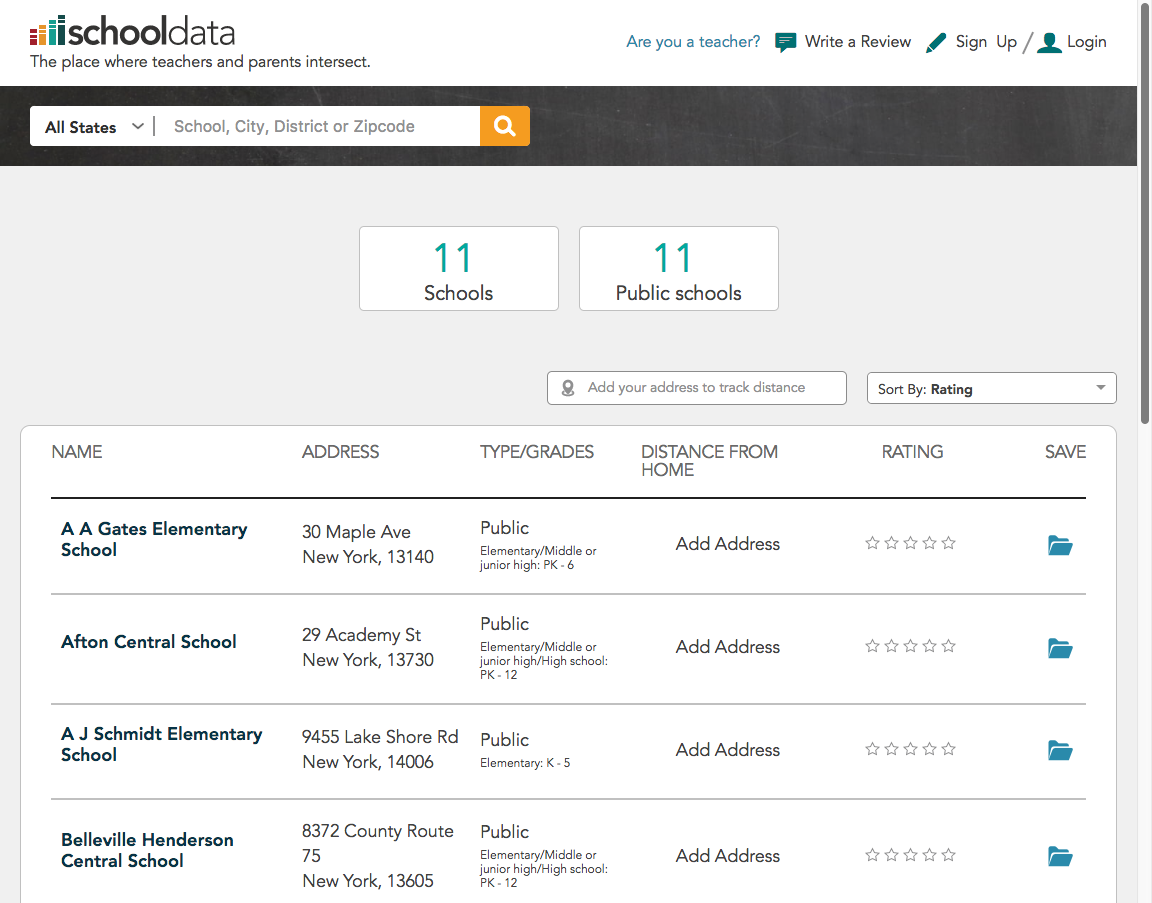 schooldata
The place where teachers and parents intersect.
Are you a teacher? Write a Review Sign Up / Login
All States School, City, District or Zipcode
11
Schools
11
Public schools
Add your address to track distance
Sort By: Rating
NAME ADDRESS TYPE/GRADES DISTANCE FROM HOME RATING SAVE
A A Gates Elementary
School
30 Maple Ave
New York, 13140
Public
Elementary/Middle or
junior high: PK - 6
Add Address
Afton Central School
29 Academy St
New York, 13730
Public
Elementary/Middle or
junior high/High school:
PK - 12
Add Address
A J Schmidt Elementary
School
9455 Lake Shore Rd
New York, 14006
Public
Elementary: K - 5
Add Address
Belleville Henderson
Central School
8372 County Route
75
New York, 13605
Public
Elementary/Middle or
junior high/High school:
PK - 12
Add Address